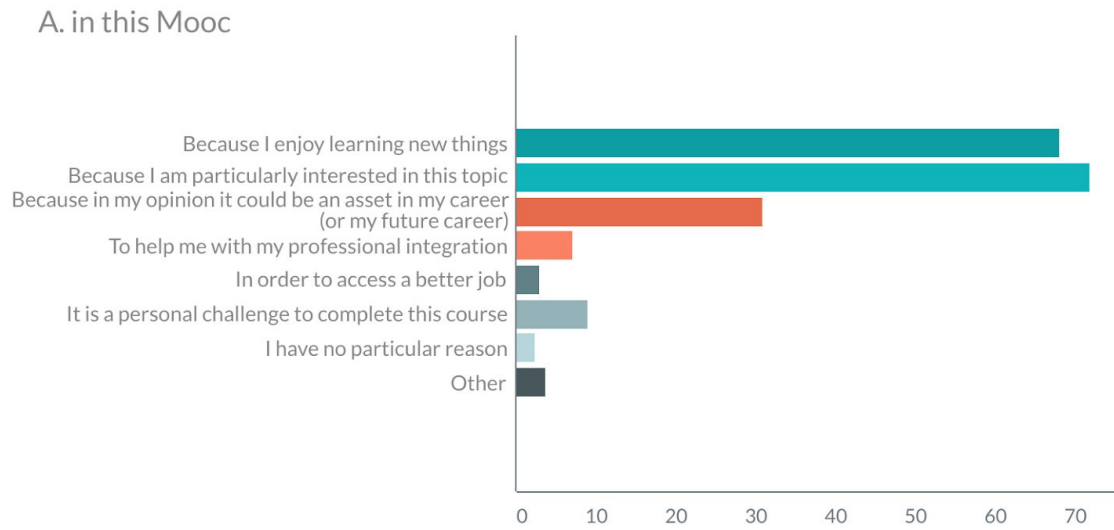 A. in this Mooc
Because I enjoy learning new things
Because I am particularly interested in this topic
Because in my opinion it could be an asset in my career
(or my future career)
To help me with my professional integration
In order to access a better job
It is a personal challenge to complete this course
I have no particular reason
Other
0 10 20 30 40 50 60 70